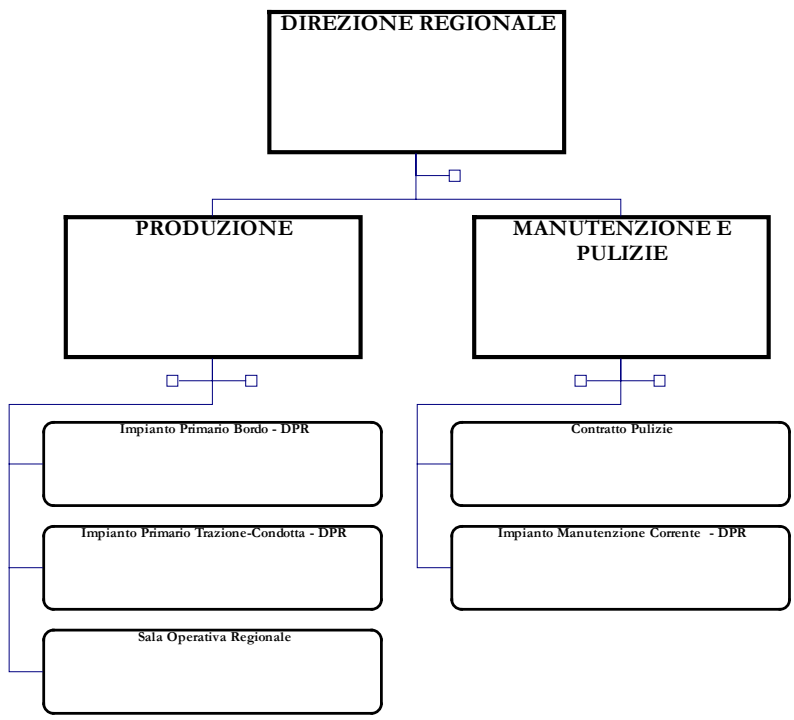 DIREZIONE REGIONALE
PRODUZIONE
MANUTENZIONE E
PULIZIE
Impianto Primario Bordo - DPR
Impianto Primario Trazione-Condotta - DPR
Sala Operativa Regionale
Contratto Pulizie
Impianto Manutenzione Corrente - DPR